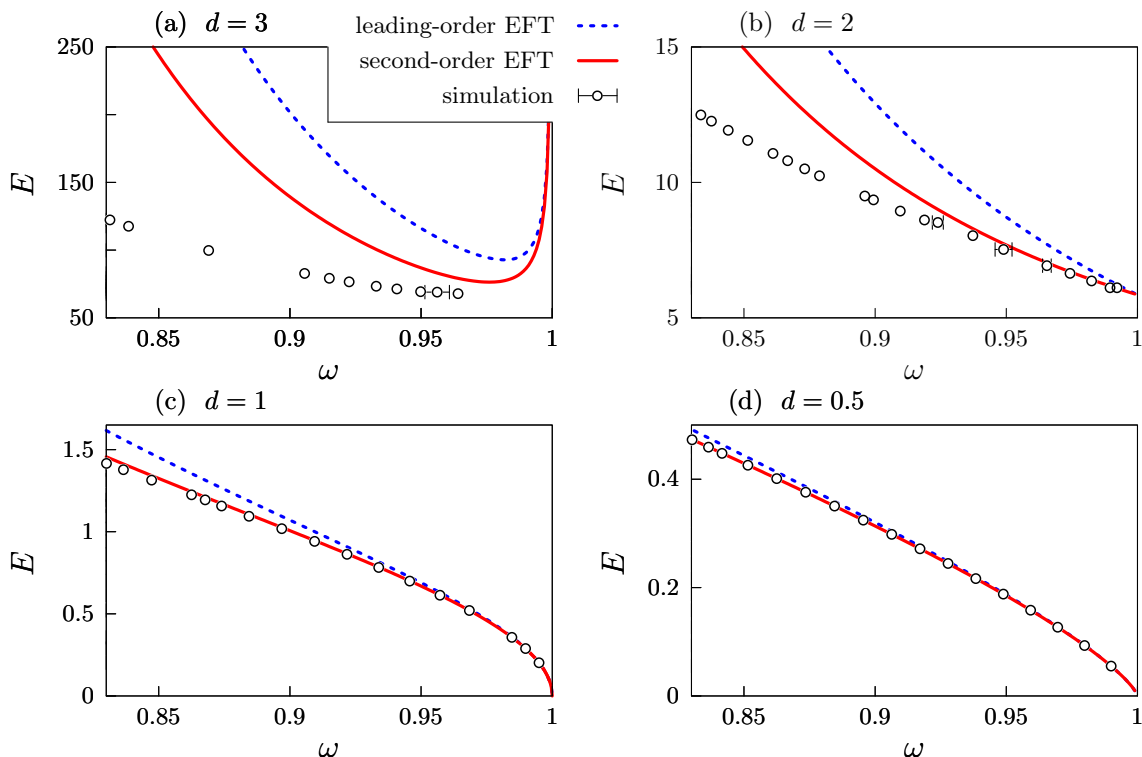 (a) d = 3
leading-order EFT
second-order EFT
simulation
250
150
50
E
0.85 0.9 0.95 1
ω
(b) d = 2
15
10
5
E
0.85 0.9 0.95 1
ω
(c) d = 1
1.5
1
0.5
0
E
0.85 0.9 0.95 1
ω
(d) d = 0.5
0.4
0.2
0
E
0.85 0.9 0.95 1
ω